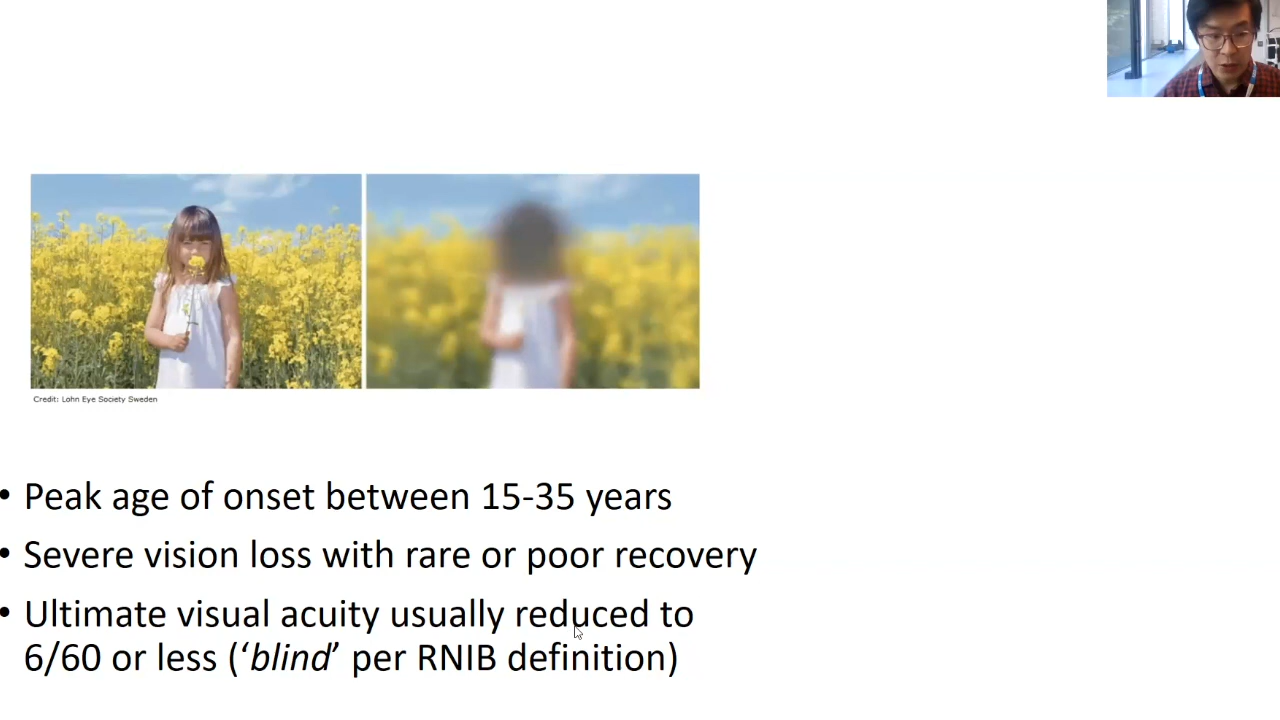 Credit: Lohn Eye Society Sweden
• Peak age of onset between 15-35 years
• Severe vision loss with rare or poor recovery
• Ultimate visual acuity usually reduced to
6/60 or less (‘blind’ per RNIB definition)